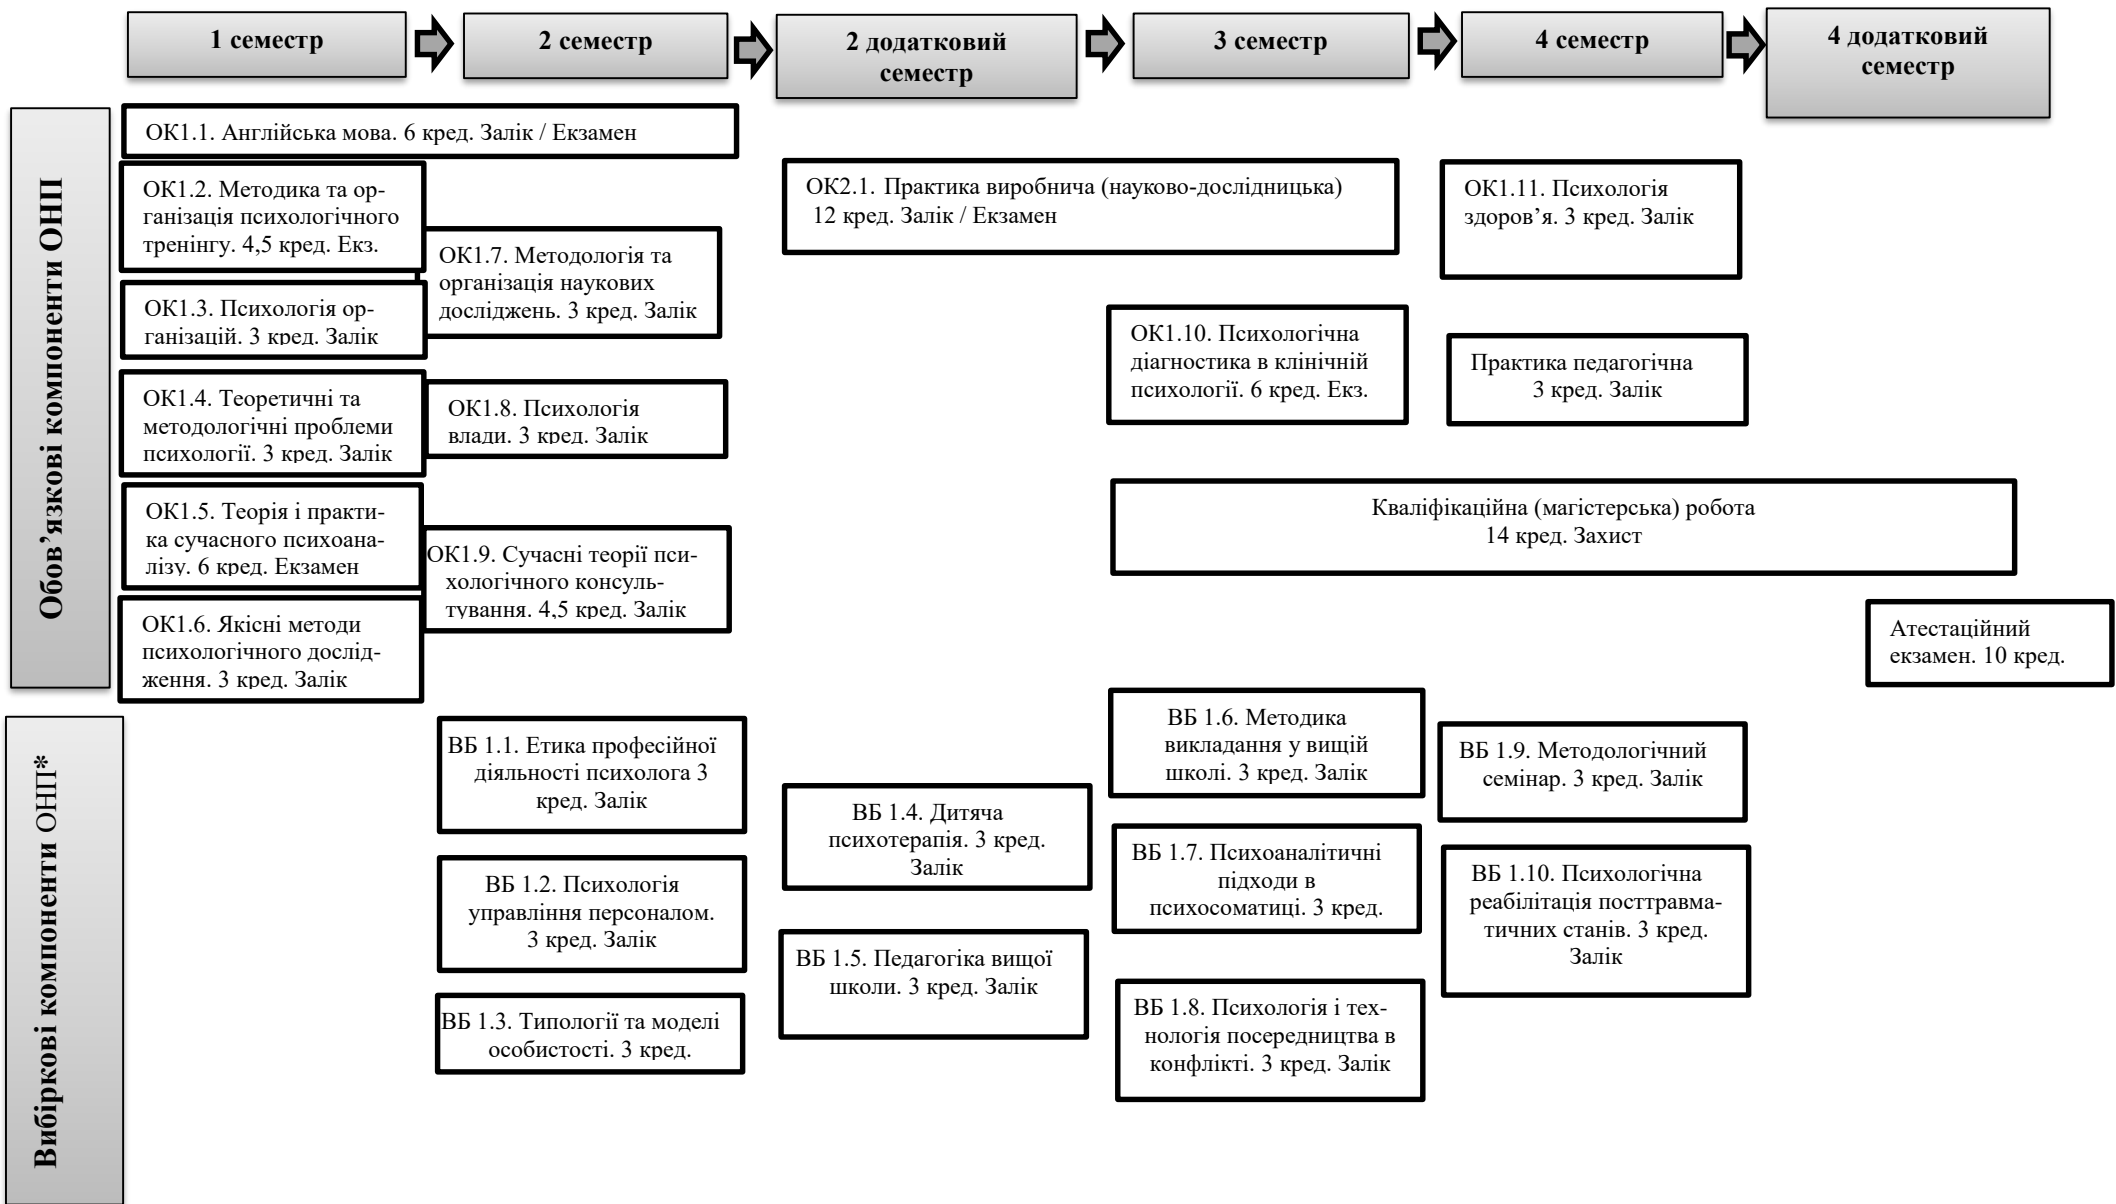 1 семестр
2 семестр
2 додатковий
семестр
3 семестр
4 семестр
4 додатковий
семестр
Обов’язкові компоненти ОНП
ОК1.1. Англійська мова. 6 кред. Залік / Екзамен
ОК1.2. Методика та ор-
ганізація психологічного
тренінгу. 4,5 кред. Екз.
ОК1.3. Психологія ор-
ганізацій. 3 кред. Залік
ОК1.4. Теоретичні та
методологічні проблеми
психології. 3 кред. Залік
ОК1.5. Теорія і практи-
ка сучасного психоана-
лізу. 6 кред. Екзамен
ОК1.6. Якісні методи
психологічного дослід-
ження. 3 кред. Залік
ОК1.7. Методологія та
організація наукових
досліджень. 3 кред. Залік
ОК1.8. Психологія
влади. 3 кред. Залік
ОК1.9. Сучасні теорії пси-
хологічного консуль-
тування. 4,5 кред. Залік
ОК2.1. Практика виробнича (науково-дослідницька)
12 кред. Залік / Екзамен
ОК1.10. Психологічна
діагностика в клінічній
психології. 6 кред. Екз.
ОК1.11. Психологія
здоров’я. 3 кред. Залік
Практика педагогічна
3 кред. Залік
Кваліфікаційна (магістерська) робота
14 кред. Захист
Атестаційний
екзамен. 10 кред.
Вибіркові компоненти ОНП*
ВБ 1.1. Етика професійної
діяльності психолога 3
кред. Залік
ВБ 1.2. Психологія
управління персоналом.
3 кред. Залік
ВБ 1.3. Типології та моделі
особистості. 3 кред.
ВБ 1.4. Дитяча
психотерапія. 3 кред.
Залік
ВБ 1.5. Педагогіка вищої
школи. 3 кред. Залік
ВБ 1.6. Методика
викладання у вищій
школі. 3 кред. Залік
ВБ 1.7. Психоаналітичні
підходи в
психосоматиці. 3 кред.
ВБ 1.8. Психологія і тех-
нологія посередництва в
конфлікті. 3 кред. Залік
ВБ 1.9. Методологічний
семінар. 3 кред. Залік
ВБ 1.10. Психологічна
реабілітація посттравма-
тичних станів. 3 кред.
Залік